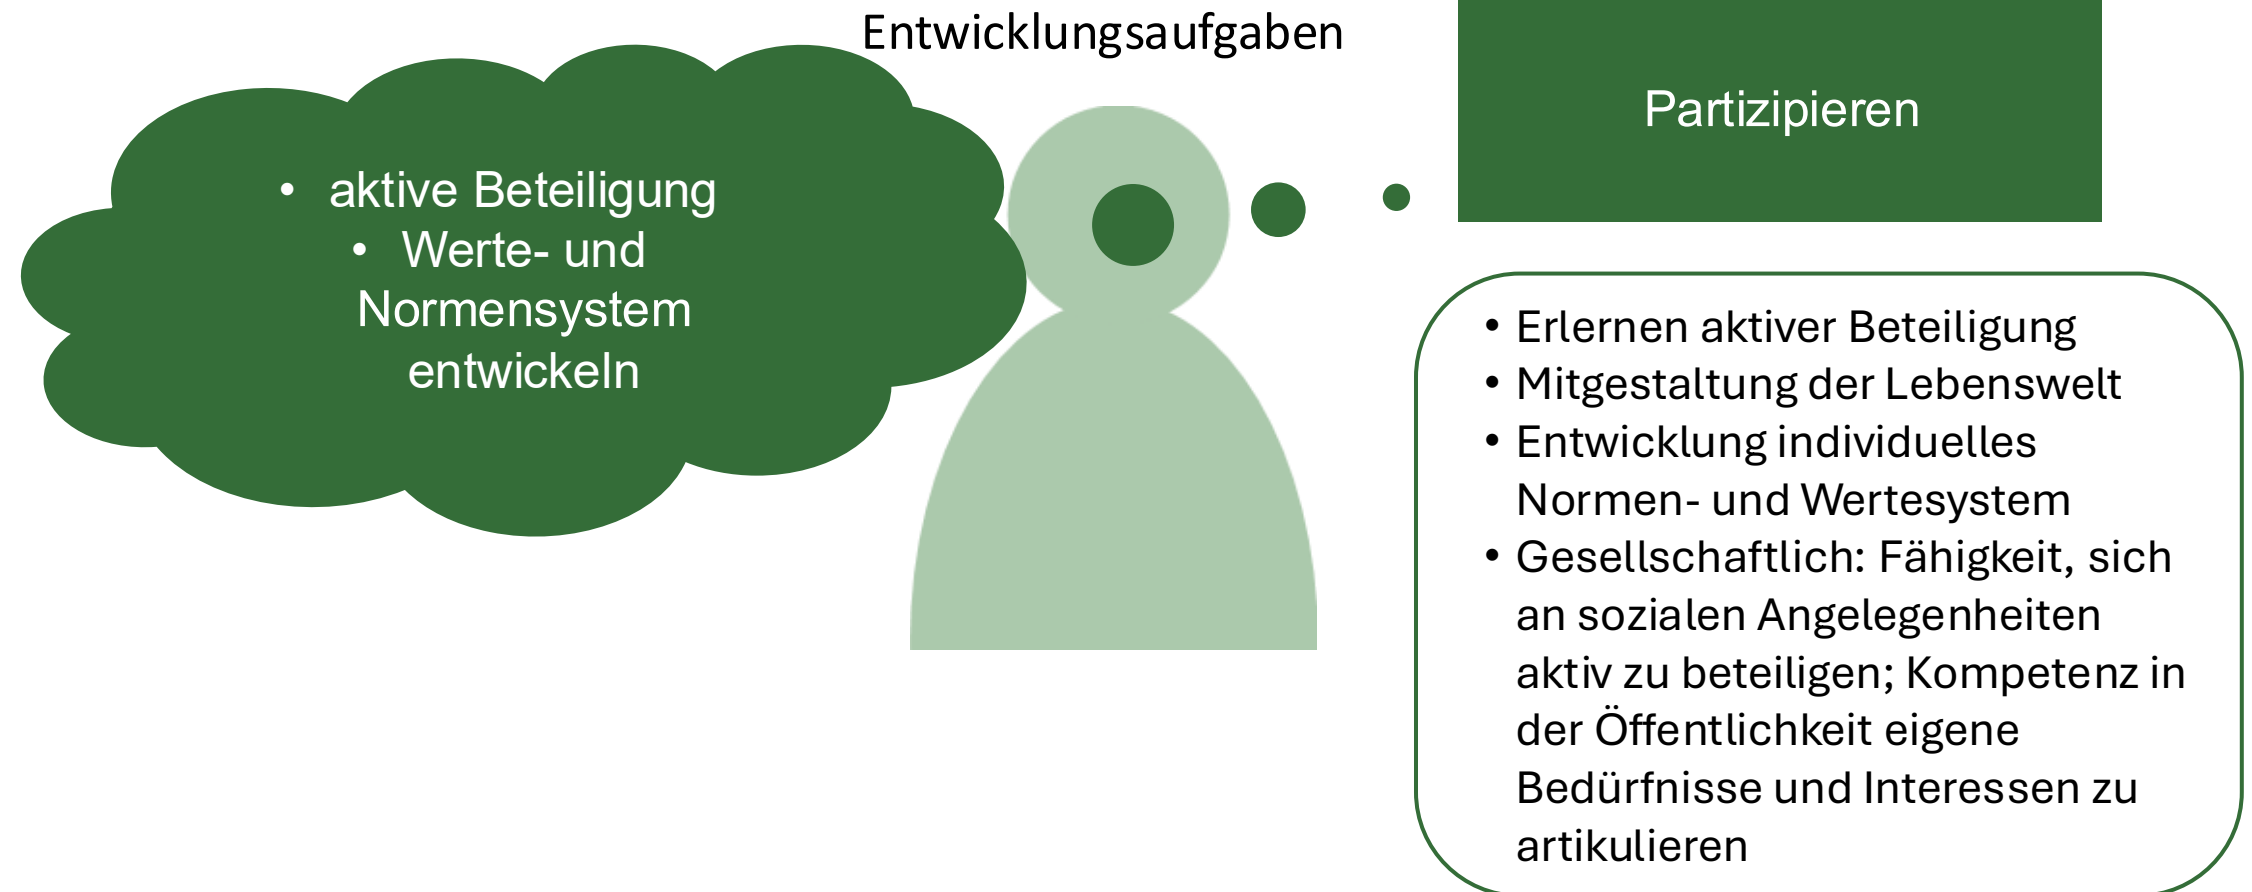 Entwicklungsaufgaben
• aktive Beteiligung
• Werte- und
Normensystem
entwickeln
Partizipieren
• Erlernen aktiver Beteiligung
• Mitgestaltung der Lebenswelt
• Entwicklung individuelles
Normen- und Wertesystem
• Gesellschaftlich: Fähigkeit, sich
an sozialen Angelegenheiten
aktiv zu beteiligen; Kompetenz in
der Öffentlichkeit eigene
Bedürfnisse und Interessen zu
artikulieren